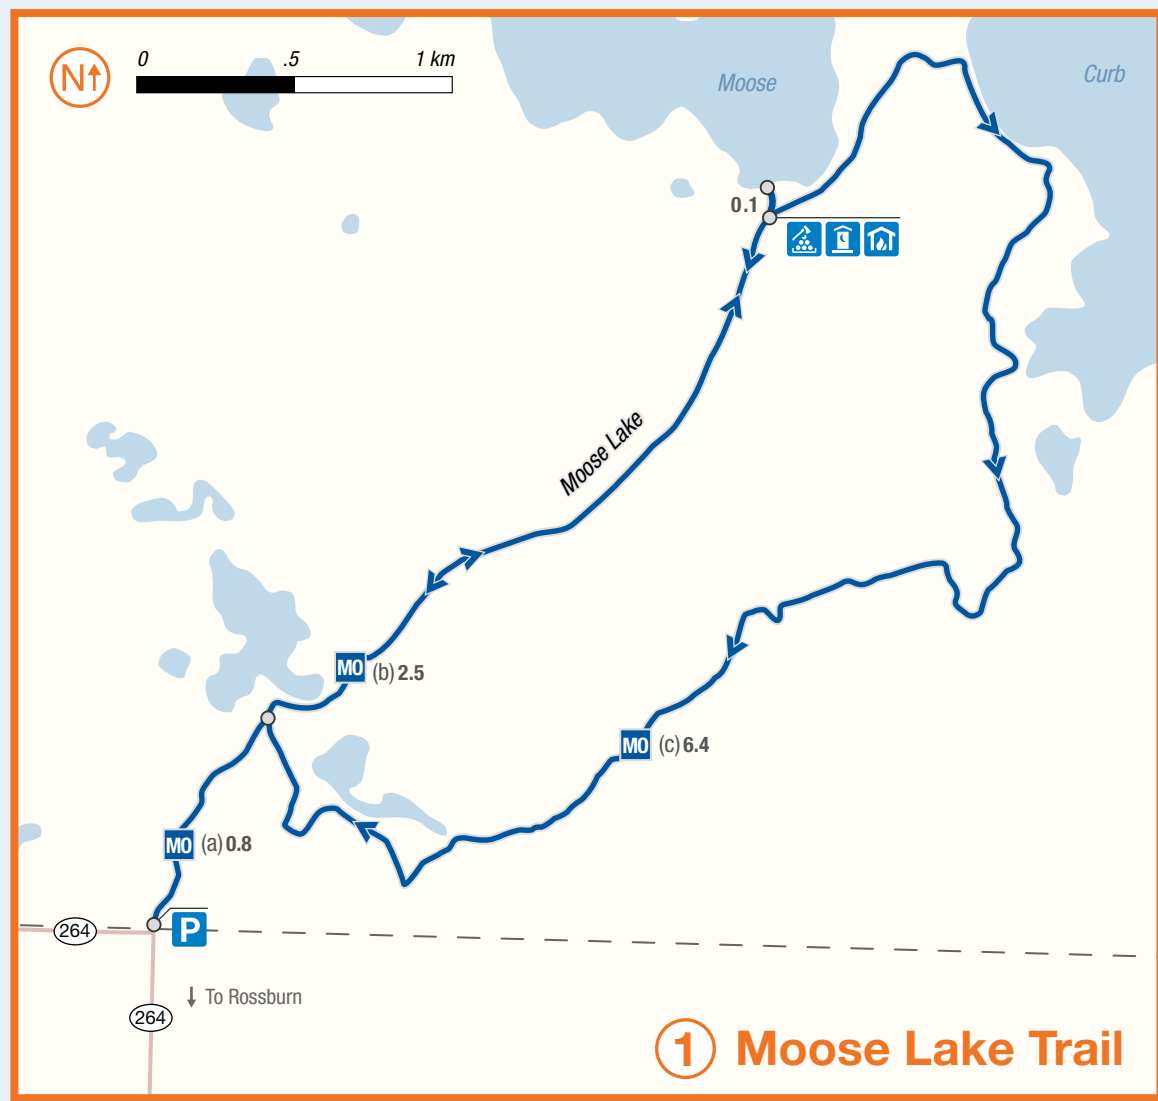 N
0 .5 1 km
Moose
Curb
0.1
Moose Lake
MO (b) 2.5
MO (c) 6.4
MO (a) 0.8
P
264
To Rossburn
264
1 Moose Lake Trail